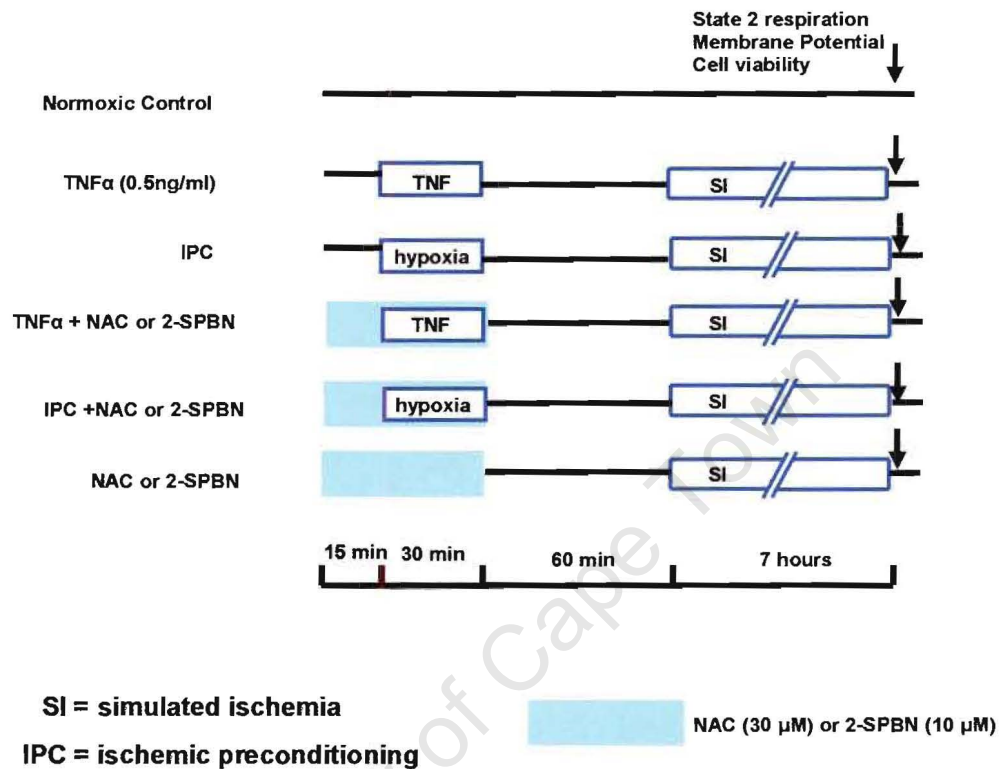 State 2 respiration
Membrane Potential
Cell viability
Normoxic Control
TNFα (0.5ng/ml)
TNF
SI
IPC
hypoxia
SI
TNFα + NAC or 2-SPBN
TNF
SI
IPC +NAC or 2-SPBN
hypoxia
SI
NAC or 2-SPBN
SI
15 min 30 min 60 min 7 hours
SI = simulated ischemia
IPC = ischemic preconditioning
NAC (30 µM) or 2-SPBN (10 µM)
of Cape Town